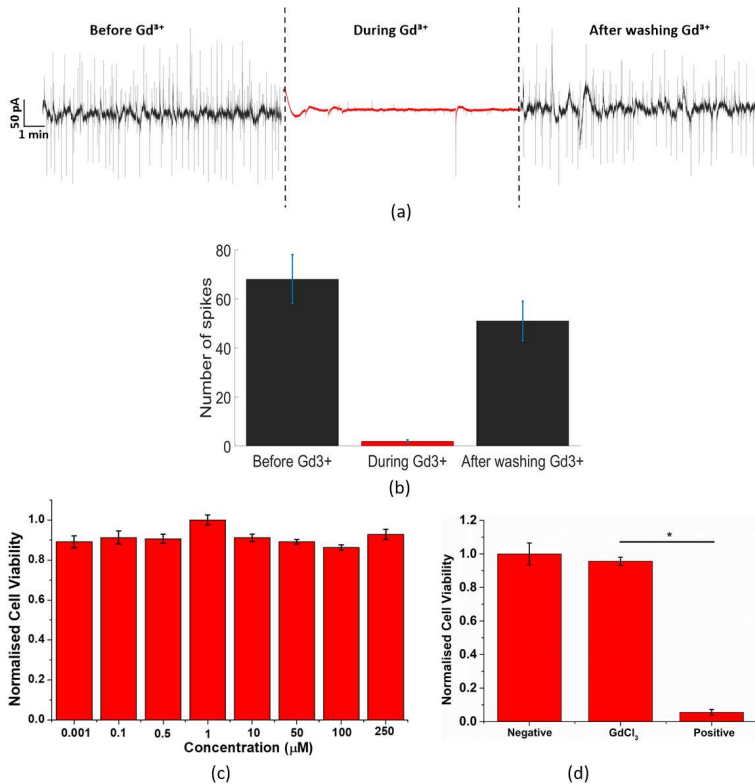 Before Gd³⁺ During Gd³⁺ After washing Gd³⁺
50 pA
1 min
(a)
Number of spikes
80
60
40
20
0
Before Gd3+ During Gd3+ After washing Gd3+
(b)
Normalised Cell Viability
1.0
0.8
0.6
0.4
0.2
0.0
0.001 0.1 0.5 1 10 50 100 250
Concentration (μM)
(c)
Normalised Cell Viability
1.2
1.0
0.8
0.6
0.4
0.2
0.0
*
Negative GdCl₃ Positive
(d)